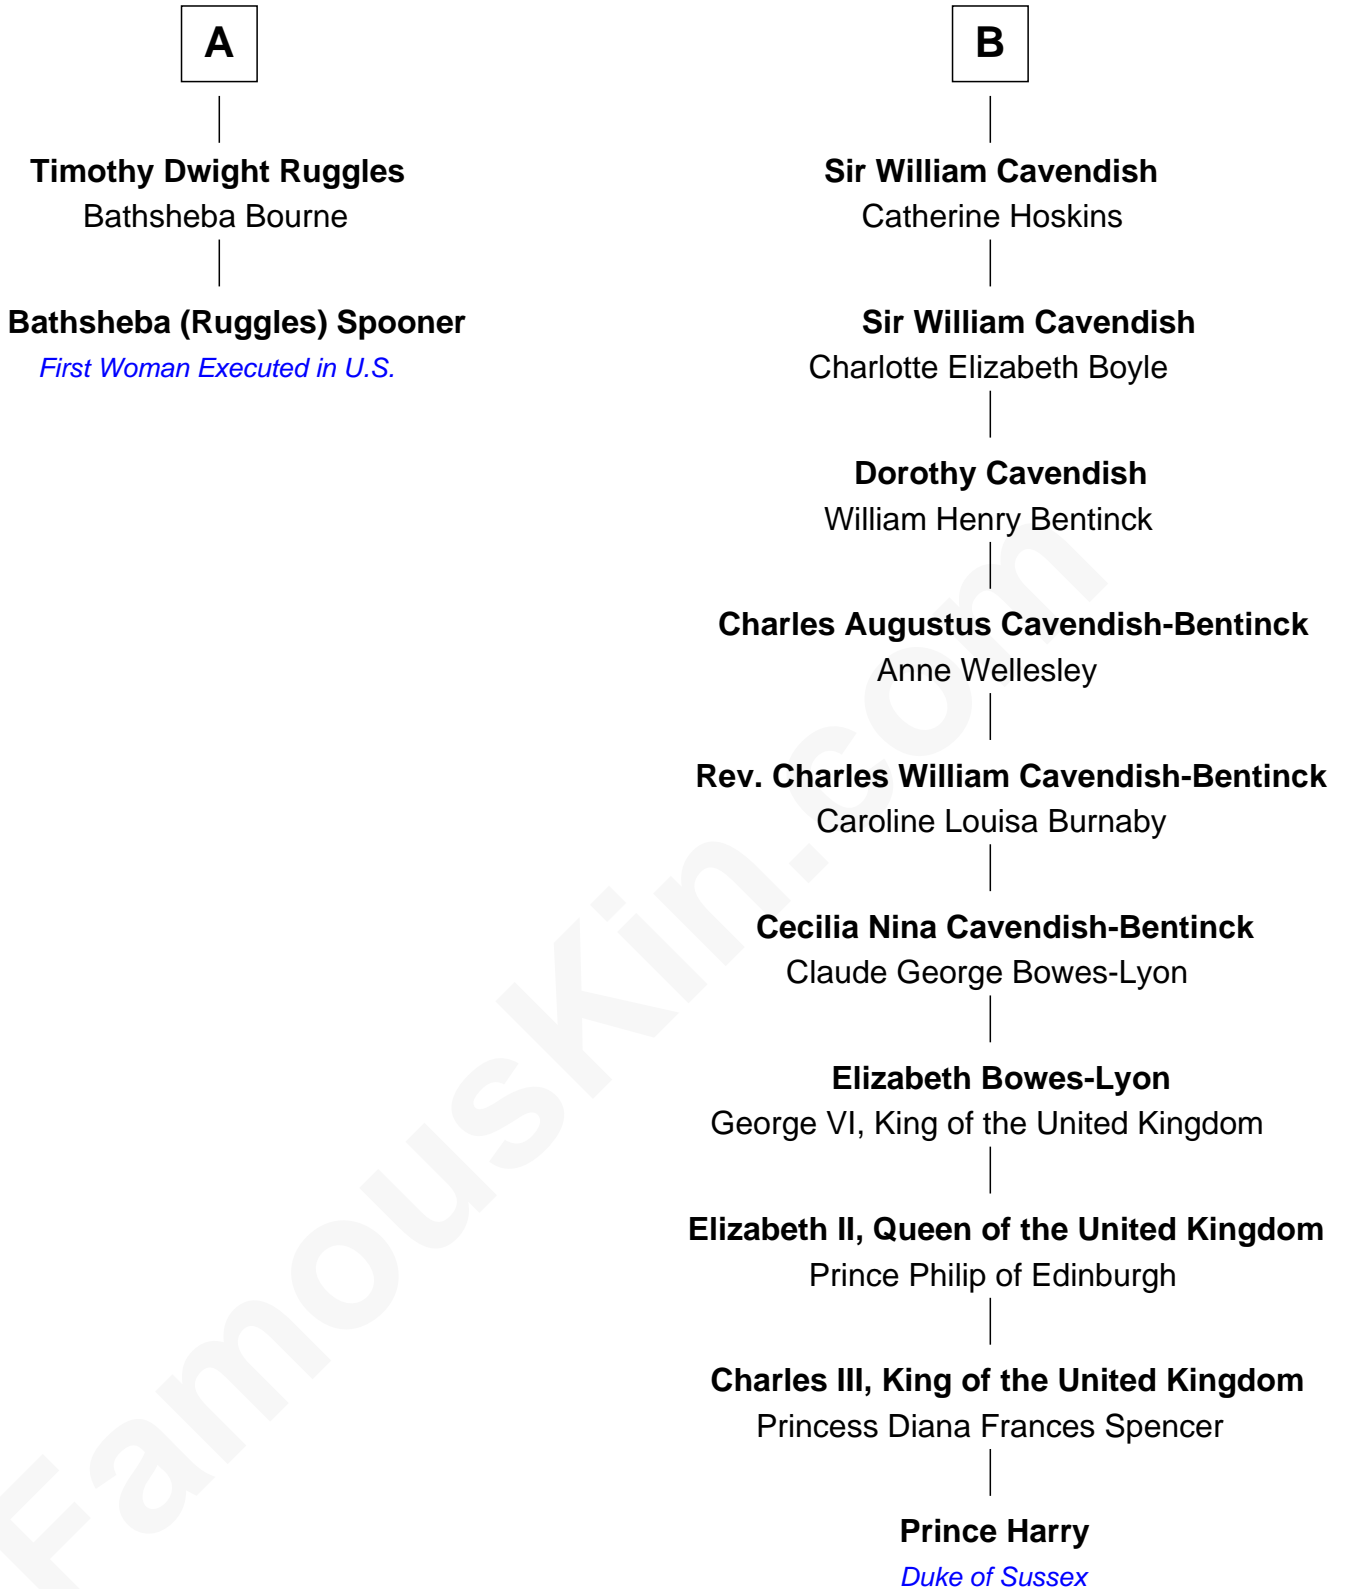 A
Timothy Dwight Ruggles
Bathsheba Bourne
Bathsheba (Ruggles) Spooner
First Woman Executed in U.S.
B
Sir William Cavendish
Catherine Hoskins
Sir William Cavendish
Charlotte Elizabeth Boyle
Dorothy Cavendish
William Henry Bentinck
Charles Augustus Cavendish-Bentinck
Anne Wellesley
Rev. Charles William Cavendish-Bentinck
Caroline Louisa Burnaby
Cecilia Nina Cavendish-Bentinck
Claude George Bowes-Lyon
Elizabeth Bowes-Lyon
George VI, King of the United Kingdom
Elizabeth II, Queen of the United Kingdom
Prince Philip of Edinburgh
Charles III, King of the United Kingdom
Princess Diana Frances Spencer
Prince Harry
Duke of Sussex
FamousKin.com